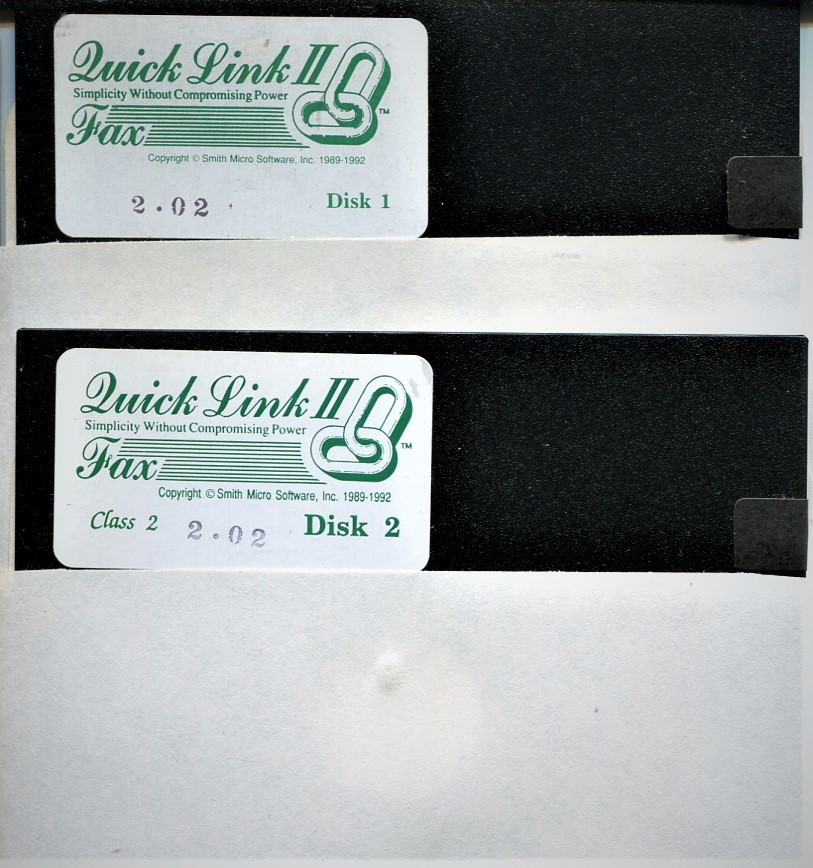 Quick Link II
Simplicity Without Compromising Power
™
Fax
Copyright © Smith Micro Software, Inc. 1989-1992
2.02 Disk 1
Quick Link II
Simplicity Without Compromising Power
™
Fax
Copyright © Smith Micro Software, Inc. 1989-1992
Class 2 2.02 Disk 2